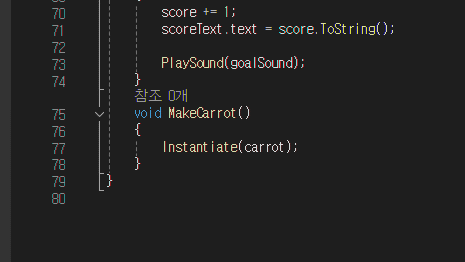 70 score += 1;
71 scoreText.text = score.ToString();
72
73 PlaySound(goalSound);
74 }
참조 0개
75 void MakeCarrot()
76 {
77 Instantiate(carrot);
78 }
79 }
80